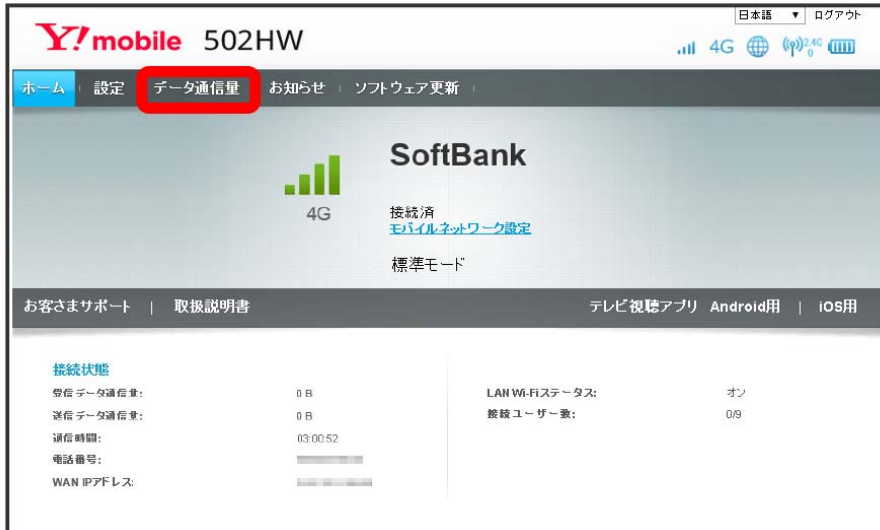 日本語 ▼ ログアウト
Y!mobile 502HW
4G 2.4G 0
ホーム 設定 データ通信量 お知らせ ソフトウェア更新
SoftBank
4G
接続済
モバイルネットワーク設定
標準モード
お客さまサポート | 取扱説明書 テレビ視聴アプリ Android用 | iOS用
接続状態
受信データ通信量: 0 B LAN Wi-Fiステータス: オン
送信データ通信量: 0 B 接続ユーザー数: 0/9
通信時間: 03:00:52
電話番号:
WAN IPアドレス: